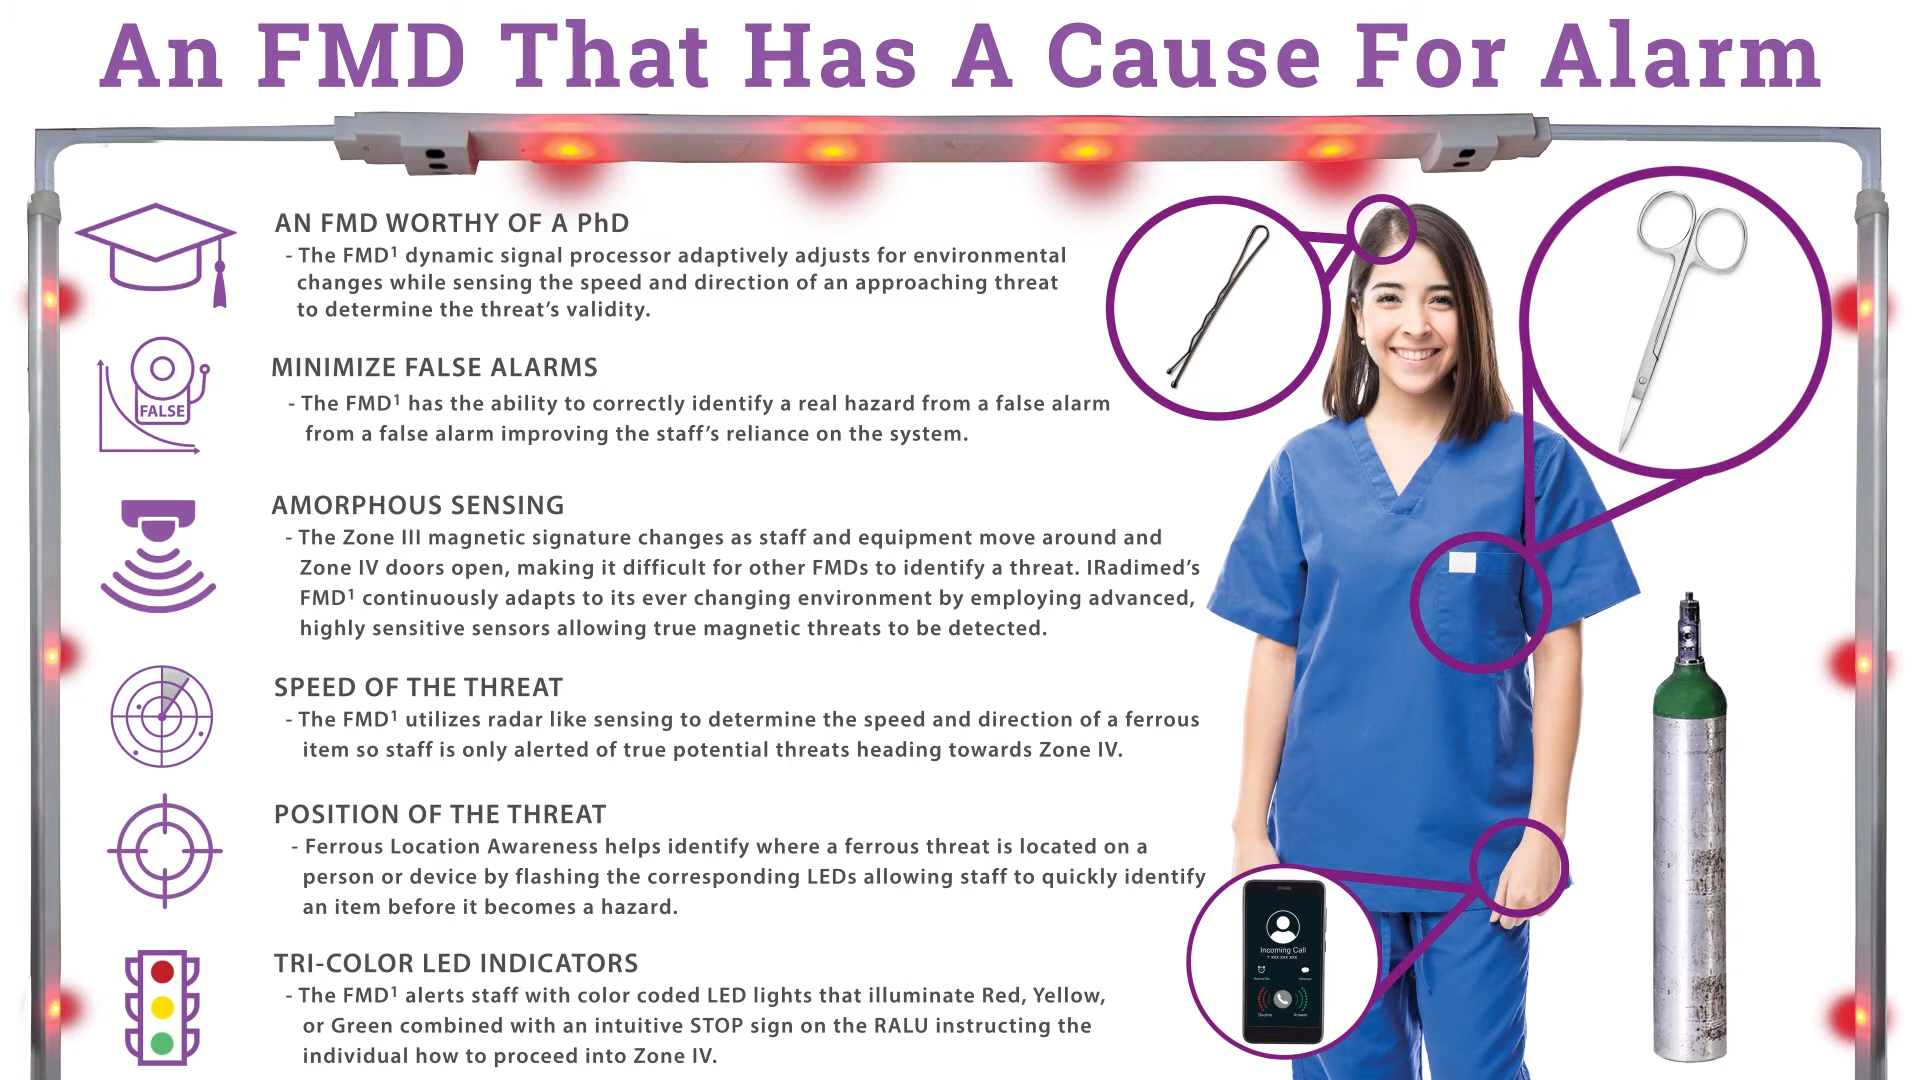 An FMD That Has A Cause For Alarm
AN FMD WORTHY OF A PhD
- The FMD¹ dynamic signal processor adaptively adjusts for environmental
changes while sensing the speed and direction of an approaching threat
to determine the threat's validity.
FALSE
MINIMIZE FALSE ALARMS
- The FMD¹ has the ability to correctly identify a real hazard from a false alarm
from a false alarm improving the staff's reliance on the system.
AMORPHOUS SENSING
- The Zone III magnetic signature changes as staff and equipment move around and
Zone IV doors open, making it difficult for other FMDs to identify a threat. IRadimed's
FMD¹ continuously adapts to its ever changing environment by employing advanced,
highly sensitive sensors allowing true magnetic threats to be detected.
SPEED OF THE THREAT
- The FMD¹ utilizes radar like sensing to determine the speed and direction of a ferrous
item so staff is only alerted of true potential threats heading towards Zone IV.
POSITION OF THE THREAT
- Ferrous Location Awareness helps identify where a ferrous threat is located on a
person or device by flashing the corresponding LEDs allowing staff to quickly identify
an item before it becomes a hazard.
TRI-COLOR LED INDICATORS
- The FMD¹ alerts staff with color coded LED lights that illuminate Red, Yellow,
or Green combined with an intuitive STOP sign on the RALU instructing the
individual how to proceed into Zone IV.
Incoming Call
+ xxx xxx xxx
Message
Decline
Answer